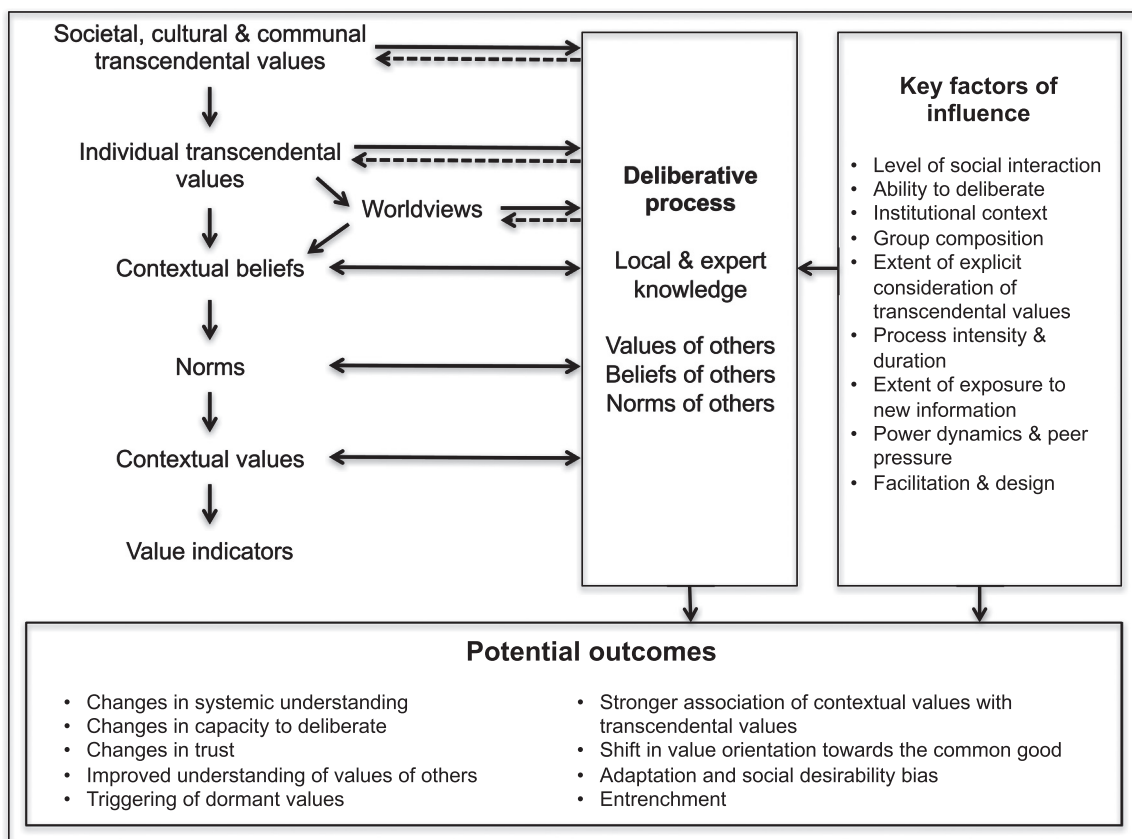 Societal, cultural & communal
transcendental values
Individual transcendental
values
Worldviews
Contextual beliefs
Norms
Contextual values
Value indicators
Deliberative
process
Local & expert
knowledge
Values of others
Beliefs of others
Norms of others
Key factors of
influence
• Level of social interaction
• Ability to deliberate
• Institutional context
• Group composition
• Extent of explicit
consideration of
transcendental values
• Process intensity &
duration
• Extent of exposure to
new information
• Power dynamics & peer
pressure
• Facilitation & design
Potential outcomes
• Changes in systemic understanding
• Changes in capacity to deliberate
• Changes in trust
• Improved understanding of values of others
• Triggering of dormant values
• Stronger association of contextual values with
transcendental values
• Shift in value orientation towards the common good
• Adaptation and social desirability bias
• Entrenchment